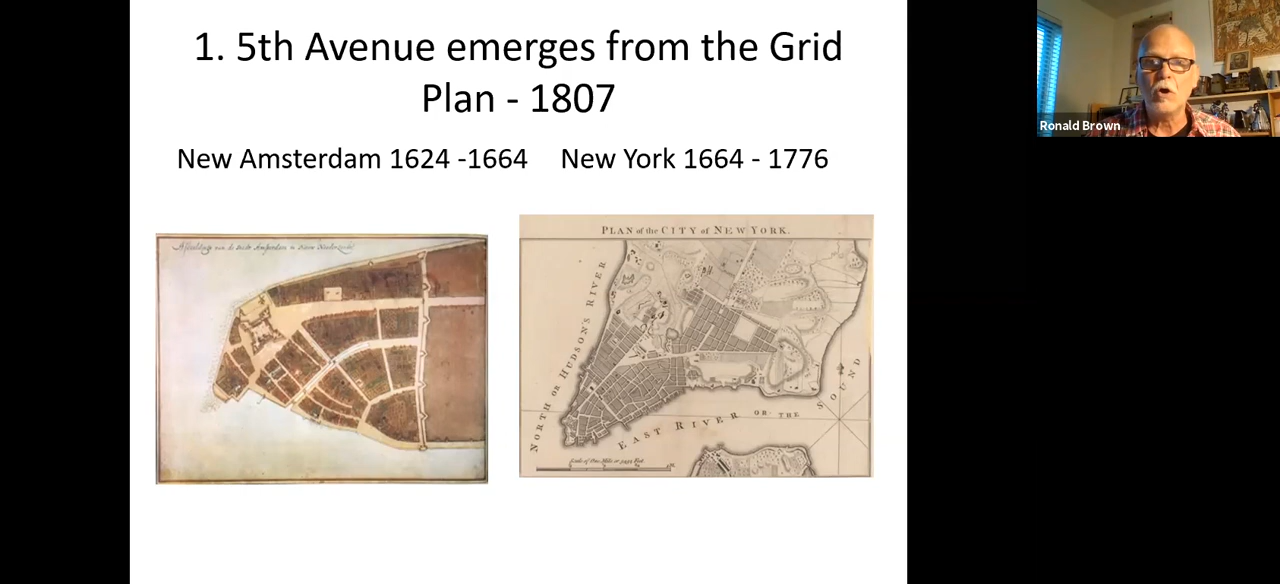 1. 5th Avenue emerges from the Grid
Plan - 1807
New Amsterdam 1624 -1664
New York 1664 - 1776
PLAN of the CITY of NEW YORK.
NORTH or HUDSON'S RIVER
EAST RIVER OR THE SOUND
Ronald Brown